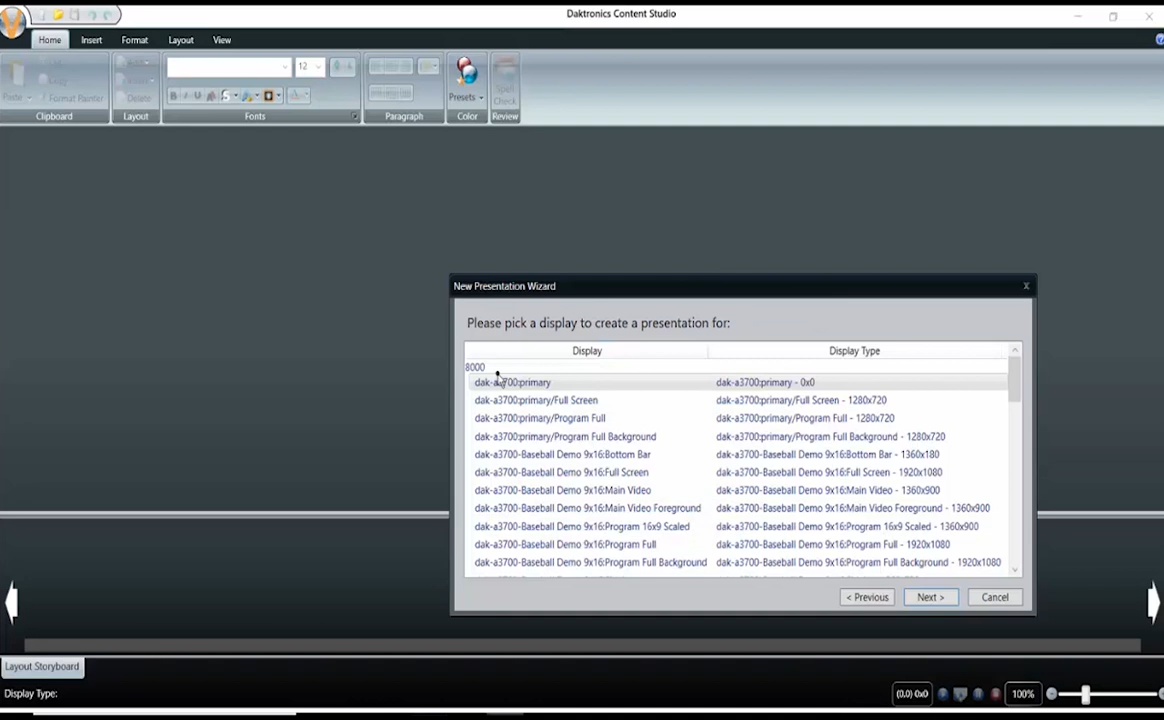 Daktronics Content Studio
Home Insert Format Layout View
12
Paste Format Painter Delete Presets Spell Check
Clipboard Layout Fonts Paragraph Color Review
New Presentation Wizard x
Please pick a display to create a presentation for:
Display Display Type
8000
dak-a3700:primary dak-a3700:primary - 0x0
dak-a3700:primary/Full Screen dak-a3700:primary/Full Screen - 1280x720
dak-a3700:primary/Program Full dak-a3700:primary/Program Full - 1280x720
dak-a3700:primary/Program Full Background dak-a3700:primary/Program Full Background - 1280x720
dak-a3700-Baseball Demo 9x16:Bottom Bar dak-a3700-Baseball Demo 9x16:Bottom Bar - 1360x180
dak-a3700-Baseball Demo 9x16:Full Screen dak-a3700-Baseball Demo 9x16:Full Screen - 1920x1080
dak-a3700-Baseball Demo 9x16:Main Video dak-a3700-Baseball Demo 9x16:Main Video - 1360x900
dak-a3700-Baseball Demo 9x16:Main Video Foreground dak-a3700-Baseball Demo 9x16:Main Video Foreground - 1360x900
dak-a3700-Baseball Demo 9x16:Program 16x9 Scaled dak-a3700-Baseball Demo 9x16:Program 16x9 Scaled - 1360x900
dak-a3700-Baseball Demo 9x16:Program Full dak-a3700-Baseball Demo 9x16:Program Full - 1920x1080
dak-a3700-Baseball Demo 9x16:Program Full Background dak-a3700-Baseball Demo 9x16:Program Full Background - 1920x1080
< Previous Next > Cancel
Layout Storyboard
Display Type: (0,0) 0x0 100%